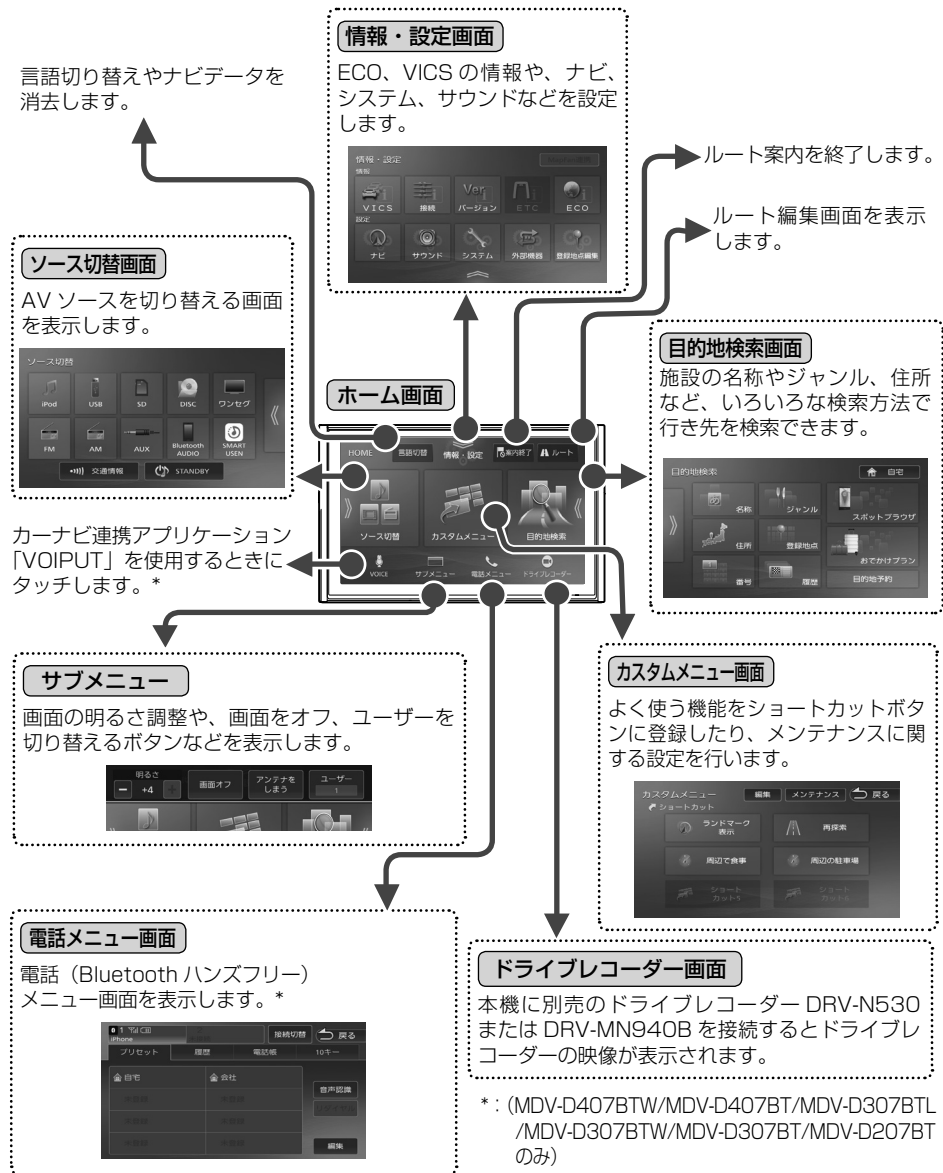 情報・設定画面
ECO、VICS の情報や、ナビ、
システム、サウンドなどを設定
します。
情報・設定
情報
VICS
接続
バージョン
ETC
ECO
設定
ナビ
サウンド
システム
外部機器
登録地点編集
言語切り替えやナビデータを
消去します。
ルート案内を終了します。
ルート編集画面を表示
します。
ソース切替画面
AV ソースを切り替える画面
を表示します。
ソース切替
iPod
USB
SD
DISC
ワンセグ
FM
AM
AUX
Bluetooth
AUDIO
SMART
USEN
交通情報
STANDBY
ホーム画面
HOME
言語切替
情報・設定
案内終了
ルート
ソース切替
カスタムメニュー
目的地検索
VOICE
サブメニュー
電話メニュー
ドライブレコーダー
目的地検索画面
施設の名称やジャンル、住所
など、いろいろな検索方法で
行き先を検索できます。
目的地検索
自宅
名称
ジャンル
スポットブラウザ
住所
登録地点
おでかけプラン
番号
履歴
目的地予約
カーナビ連携アプリケーション
「VOIPUT」を使用するときに
タッチします。*
サブメニュー
画面の明るさ調整や、画面をオフ、ユーザーを
切り替えるボタンなどを表示します。
明るさ
− +4 +
画面オフ
アンテナを
しまう
ユーザー
1
カスタムメニュー画面
よく使う機能をショートカットボタ
ンに登録したり、メンテナンスに関
する設定を行います。
カスタムメニュー
編集
メンテナンス
戻る
ショートカット
ランドマーク
表示
再探索
周辺で食事
周辺の駐車場
ショート
カット5
ショート
電話メニュー画面
電話（Bluetooth ハンズフリー）
メニュー画面を表示します。*
1
iPhone
接続切替
戻る
プリセット
履歴
電話帳
10キー
自宅
会社
音声認識
リダイヤル
未登録
未登録
未登録
未登録
未登録
未登録
編集
ドライブレコーダー画面
本機に別売のドライブレコーダー DRV-N530
または DRV-MN940B を接続するとドライブレ
コーダーの映像が表示されます。
*：（MDV-D407BTW/MDV-D407BT/MDV-D307BTL
/MDV-D307BTW/MDV-D307BT/MDV-D207BT
のみ）